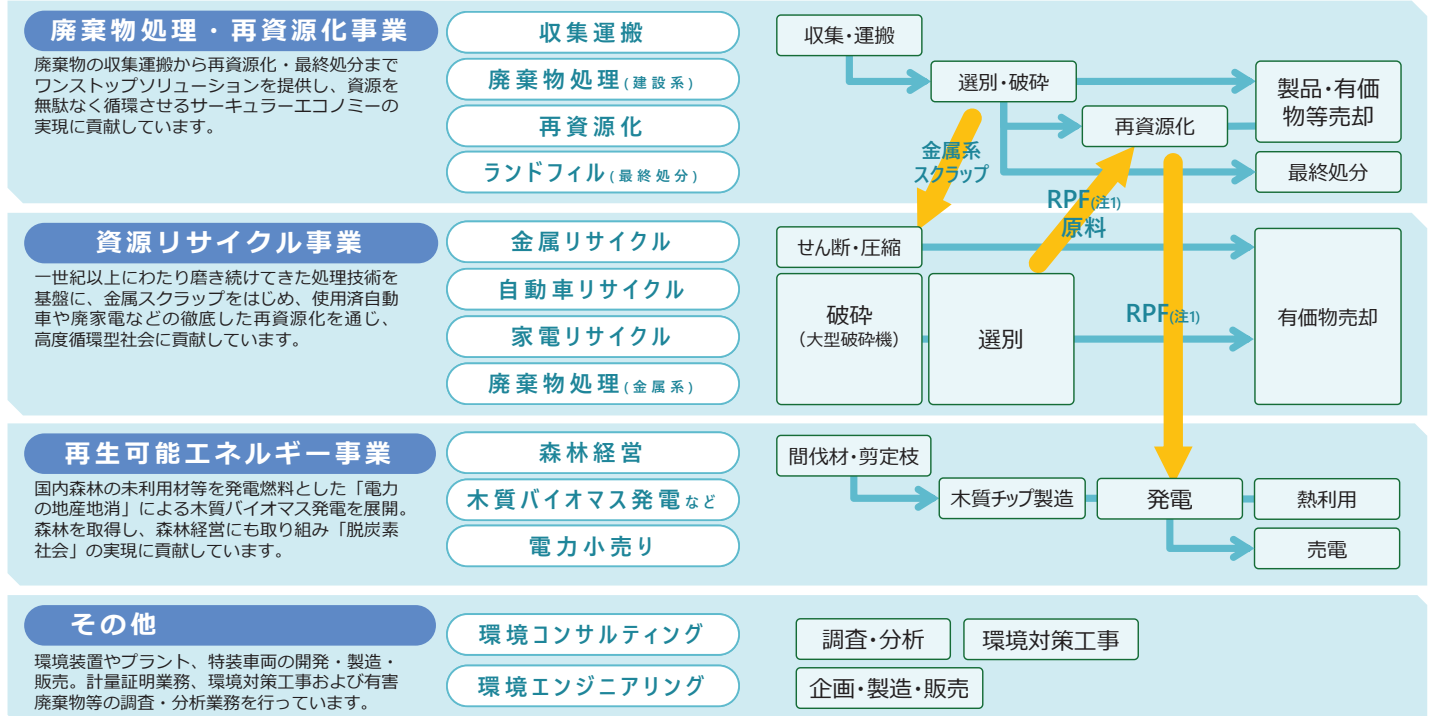 廃棄物処理・再資源化事業
廃棄物の収集運搬から再資源化・最終処分まで
ワンストップソリューションを提供し、資源を
無駄なく循環させるサーキュラーエコノミーの
実現に貢献しています。
収集運搬
廃棄物処理(建設系)
再資源化
ランドフィル(最終処分)
収集・運搬
選別・破砕
製品・有価
物等売却
再資源化
最終処分
金属系
スクラップ
RPF(注1)
原料
資源リサイクル事業
一世紀以上にわたり磨き続けてきた処理技術を
基盤に、金属スクラップをはじめ、使用済自動
車や廃家電などの徹底した再資源化を通じ、
高度循環型社会に貢献しています。
金属リサイクル
自動車リサイクル
家電リサイクル
廃棄物処理(金属系)
せん断・圧縮
破砕
(大型破砕機)
選別
RPF(注1)
有価物売却
再生可能エネルギー事業
国内森林の未利用材等を発電燃料とした「電力
の地産地消」による木質バイオマス発電を展開。
森林を取得し、森林経営にも取り組み「脱炭素
社会」の実現に貢献しています。
森林経営
木質バイオマス発電など
電力小売り
間伐材・剪定枝
木質チップ製造
発電
熱利用
売電
その他
環境装置やプラント、特装車両の開発・製造・
販売。計量証明業務、環境対策工事および有害
廃棄物等の調査・分析業務を行っています。
環境コンサルティング
環境エンジニアリング
調査・分析
環境対策工事
企画・製造・販売